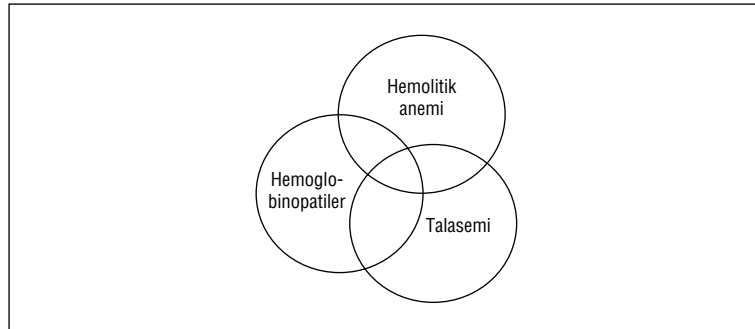 Hemolitik
anemi
Hemoglo-
binopatiler
Talasemi